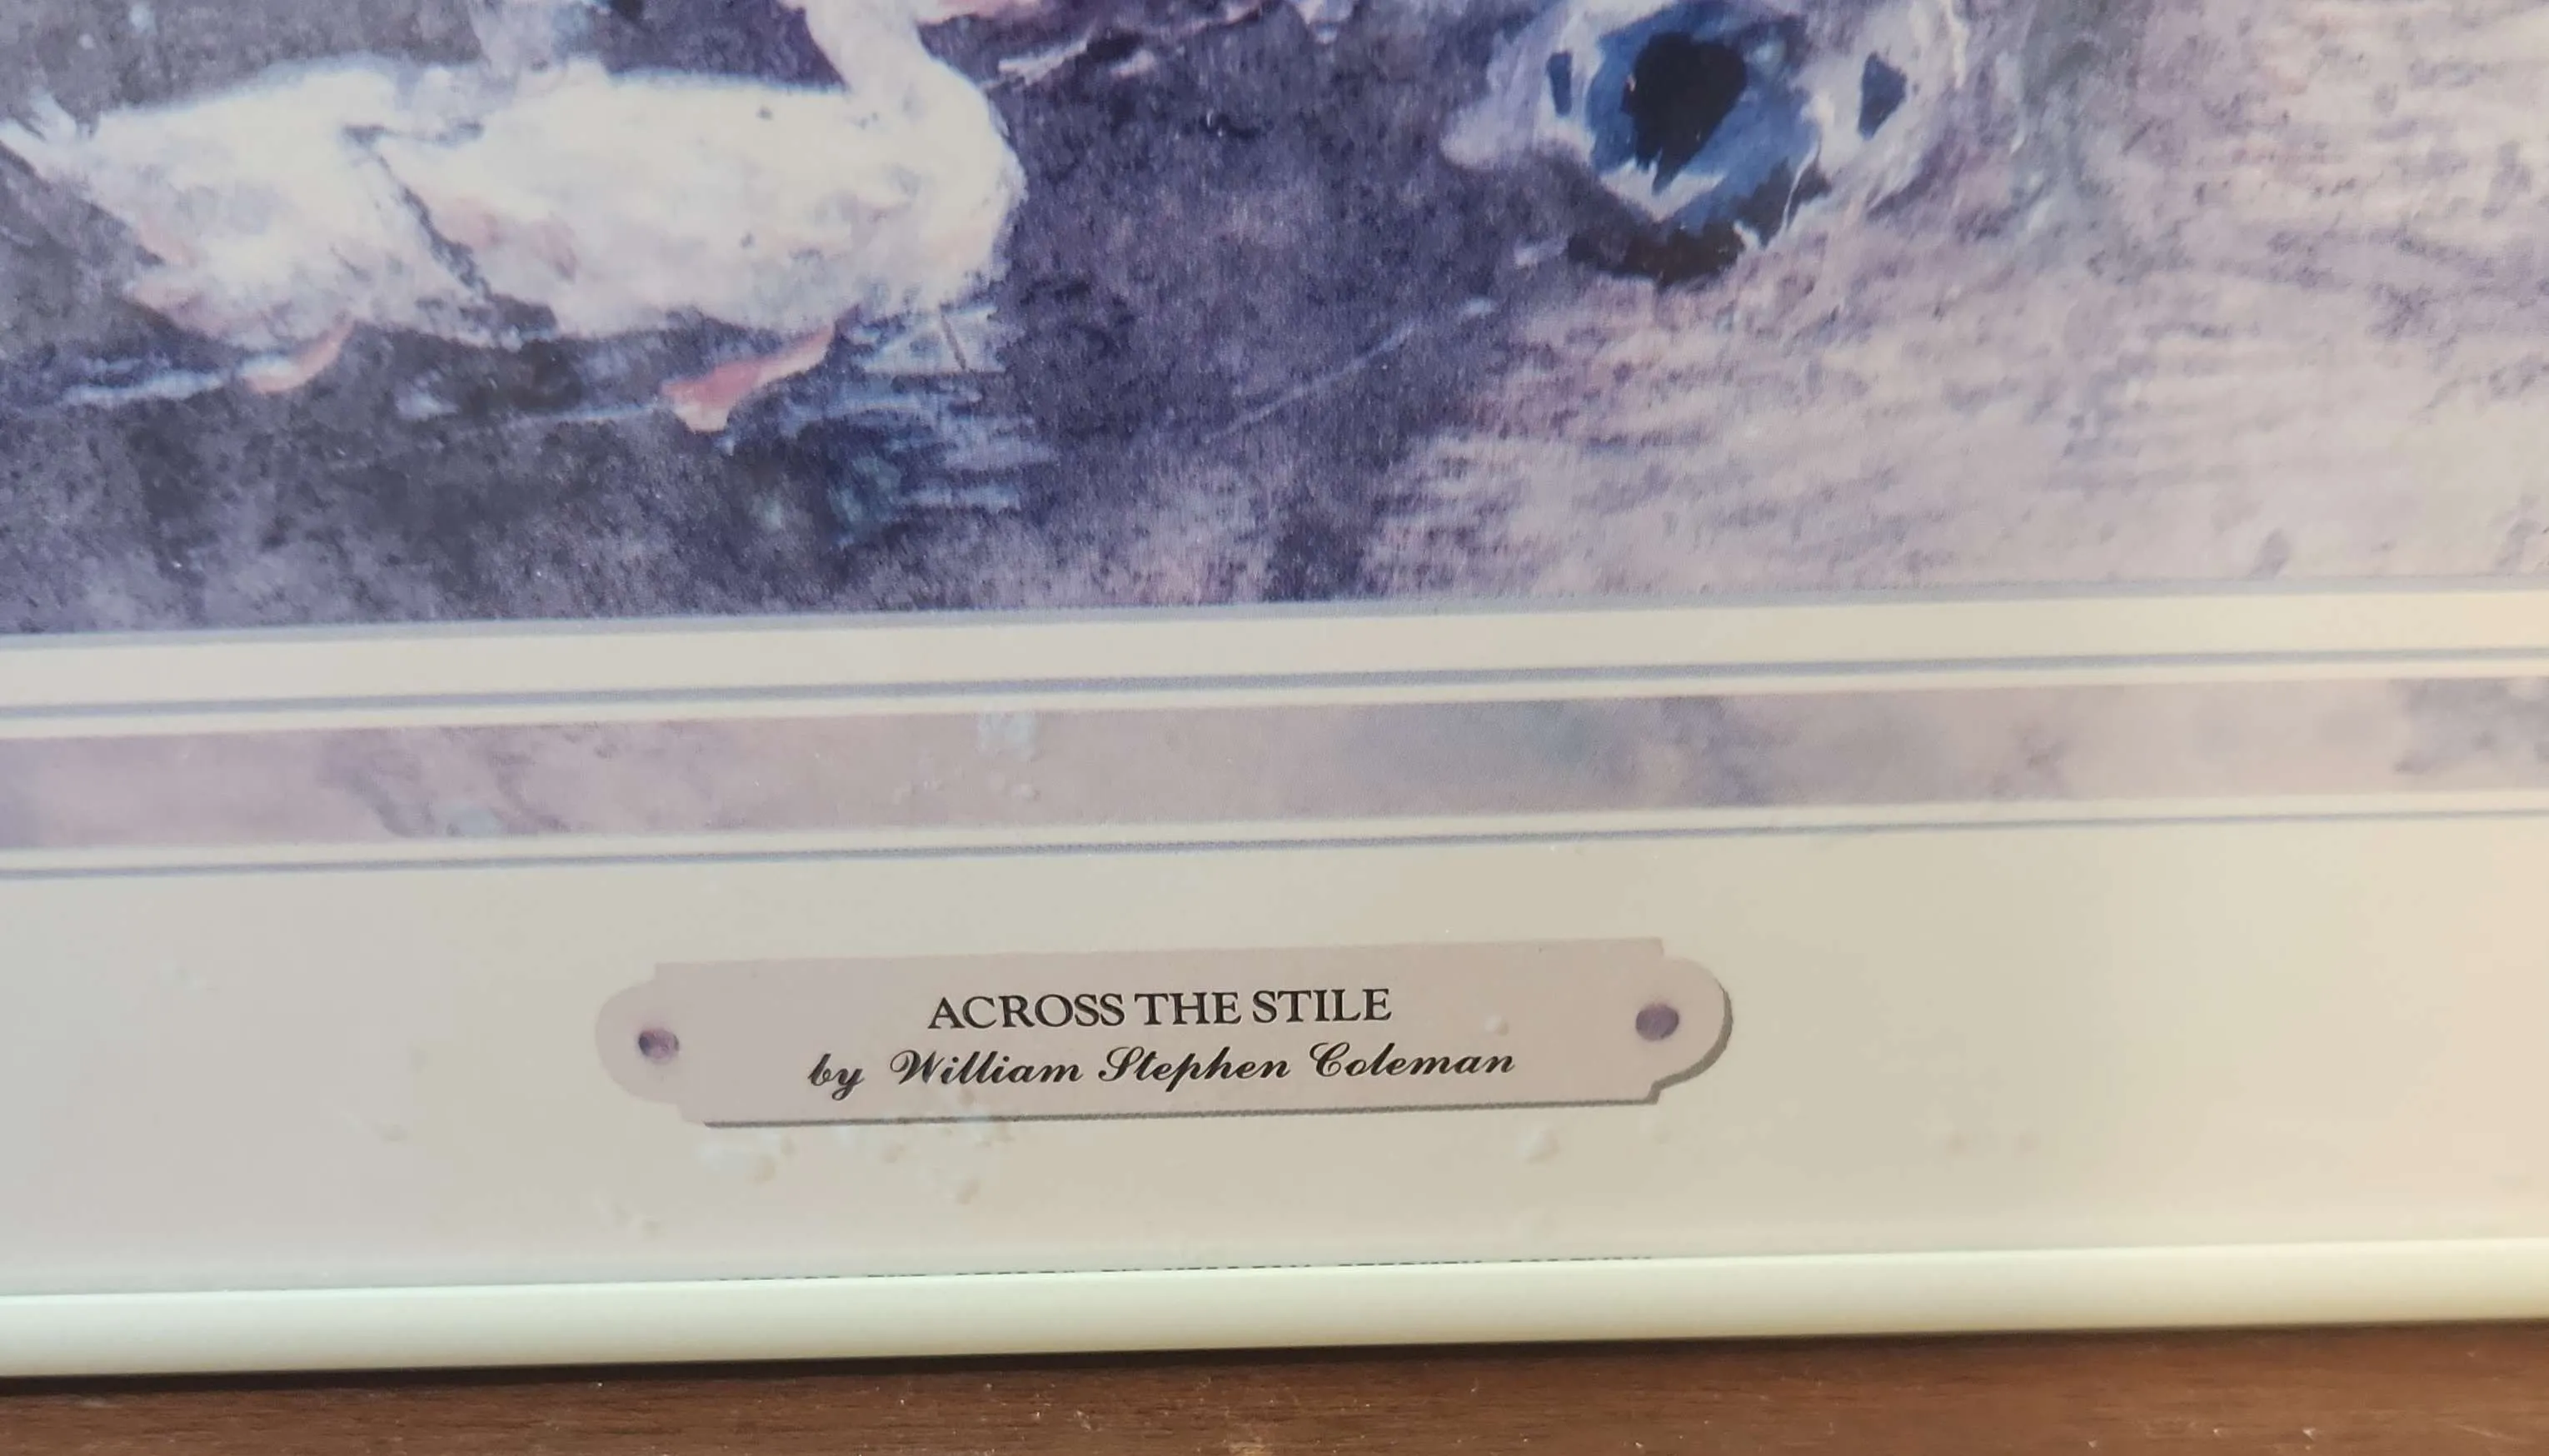 ACROSS THE STILE
by William Stephen Coleman